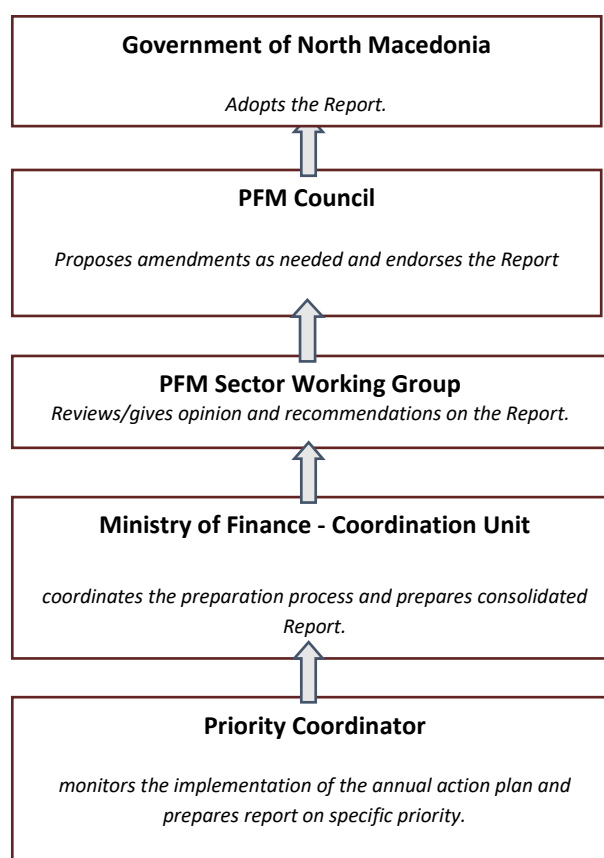 Government of North Macedonia
Adopts the Report.
PFM Council
Proposes amendments as needed and endorses the Report
PFM Sector Working Group
Reviews/gives opinion and recommendations on the Report.
Ministry of Finance - Coordination Unit
coordinates the preparation process and prepares consolidated
Report.
Priority Coordinator
monitors the implementation of the annual action plan and
prepares report on specific priority.